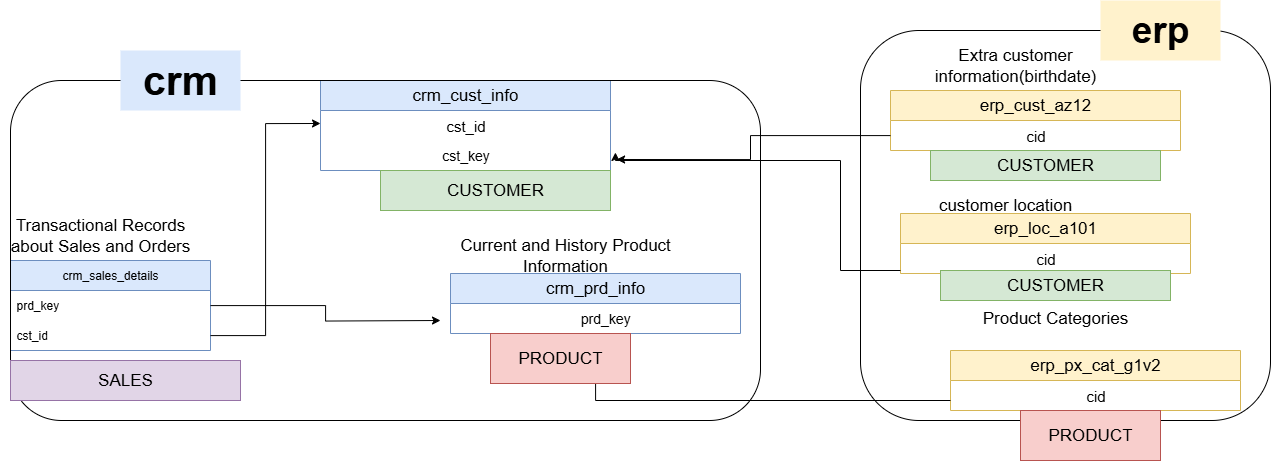 crm
crm_cust_info
cst_id
cst_key
CUSTOMER
Transactional Records
about Sales and Orders
crm_sales_details
prd_key
cst_id
SALES
Current and History Product
Information
crm_prd_info
prd_key
PRODUCT
erp
Extra customer
information(birthdate)
erp_cust_az12
cid
CUSTOMER
customer location
erp_loc_a101
cid
CUSTOMER
Product Categories
erp_px_cat_g1v2
cid
PRODUCT